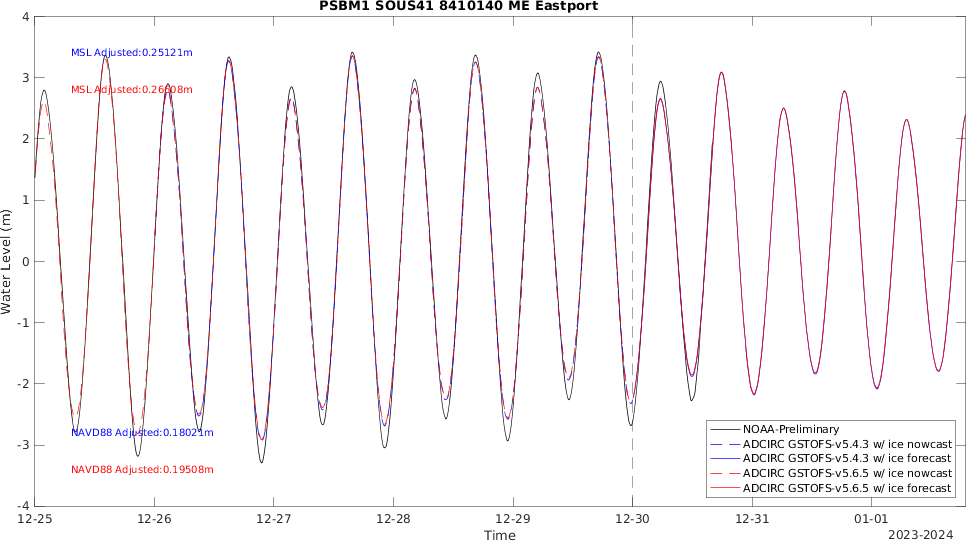 PSBM1 SOUS41 8410140 ME Eastport
4
MSL Adjusted:0.25121m
3
MSL Adjusted:0.26608m
2
1
0
Water Level (m)
-1
-2
NAVD88 Adjusted:0.18021m
-3
NAVD88 Adjusted:0.19508m
-4
NOAA-Preliminary
ADCIRC GSTOFS-v5.4.3 w/ ice nowcast
ADCIRC GSTOFS-v5.4.3 w/ ice forecast
ADCIRC GSTOFS-v5.6.5 w/ ice nowcast
ADCIRC GSTOFS-v5.6.5 w/ ice forecast
12-25 12-26 12-27 12-28 12-29 12-30 12-31 01-01
Time
2023-2024